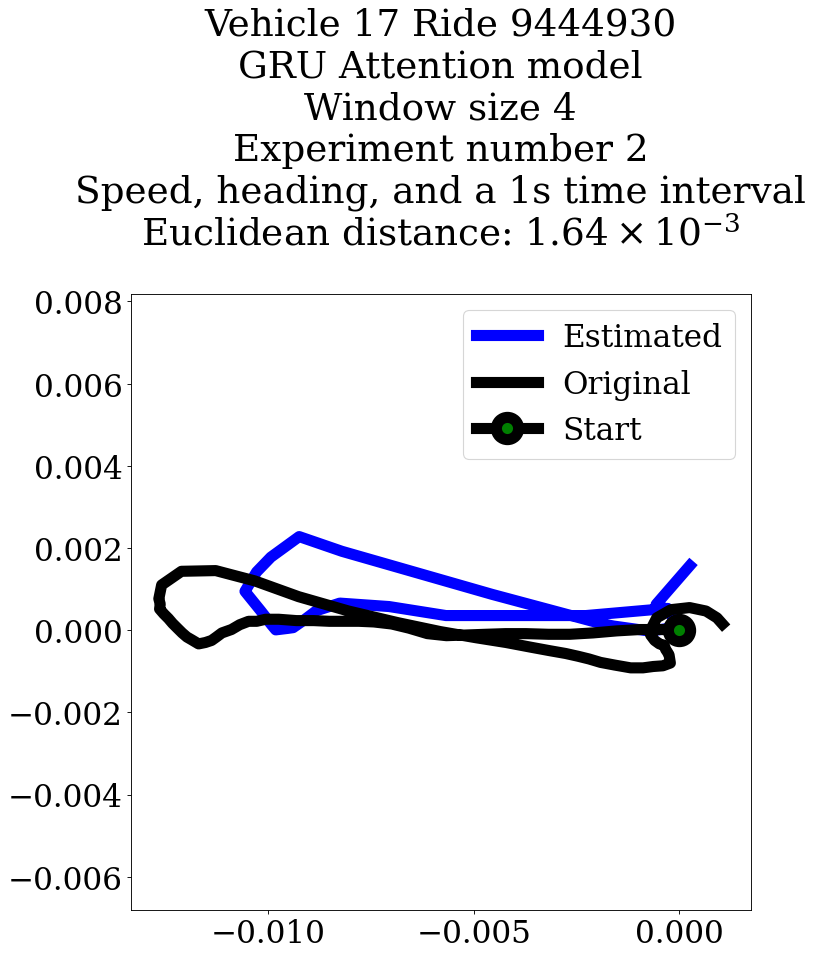 Vehicle 17 Ride 9444930
GRU Attention model
Window size 4
Experiment number 2
Speed, heading, and a 1s time interval
Euclidean distance: 1.64 × 10⁻³
0.008
0.006
0.004
0.002
0.000
−0.002
−0.004
−0.006
Estimated
Original
Start
−0.010
−0.005
0.000